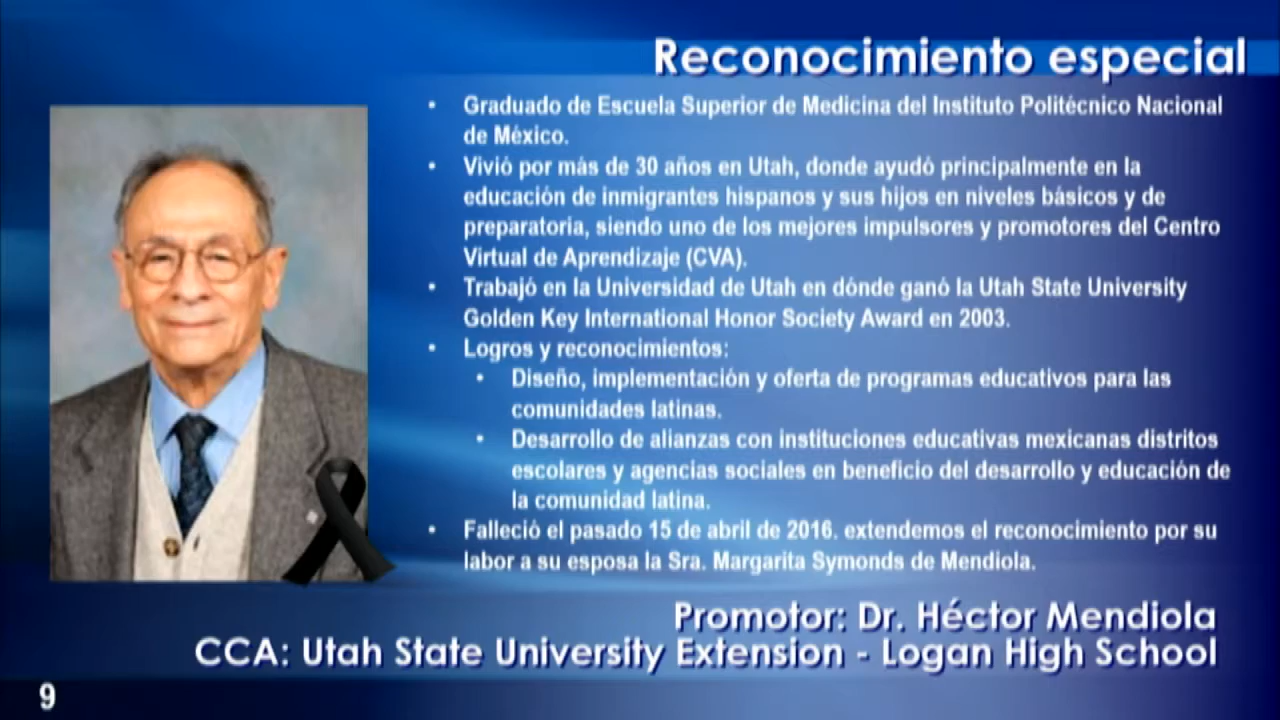 Reconocimiento especial
• Graduado de Escuela Superior de Medicina del Instituto Politécnico Nacional
de México.
• Vivió por más de 30 años en Utah, donde ayudó principalmente en la
educación de inmigrantes hispanos y sus hijos en niveles básicos y de
preparatoria, siendo uno de los mejores impulsores y promotores del Centro
Virtual de Aprendizaje (CVA).
• Trabajó en la Universidad de Utah en dónde ganó la Utah State University
Golden Key International Honor Society Award en 2003.
• Logros y reconocimientos:
• Diseño, implementación y oferta de programas educativos para las
comunidades latinas.
• Desarrollo de alianzas con instituciones educativas mexicanas distritos
escolares y agencias sociales en beneficio del desarrollo y educación de
la comunidad latina.
• Falleció el pasado 15 de abril de 2016. extendemos el reconocimiento por su
labor a su esposa la Sra. Margarita Symonds de Mendiola.
Promotor: Dr. Héctor Mendiola
CCA: Utah State University Extension - Logan High School
9